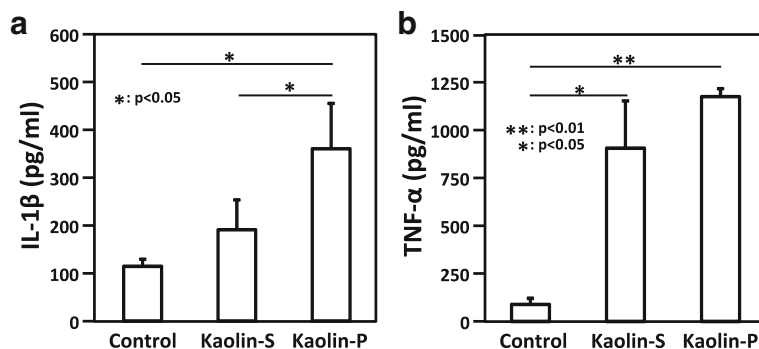 a
IL-1β (pg/ml)
600
500
400
300
200
100
0
*
*
*: p<0.05
Control Kaolin-S Kaolin-P
b
TNF-α (pg/ml)
1500
1250
1000
750
500
250
0
**
*
**: p<0.01
*: p<0.05
Control Kaolin-S Kaolin-P